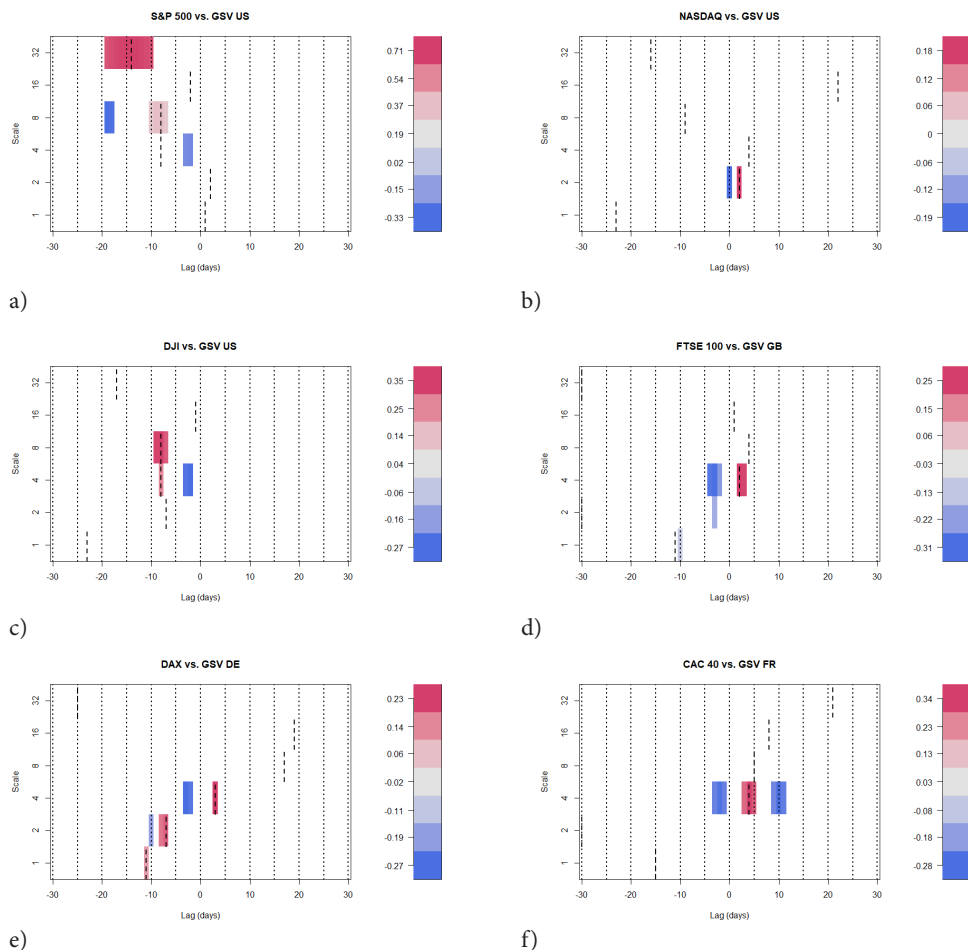 S&P 500 vs. GSV US
Scale
32
16
8
4
2
1
-30 -20 -10 0 10 20 30
Lag (days)
0.71
0.54
0.37
0.19
0.02
-0.15
-0.33
a)
NASDAQ vs. GSV US
Scale
32
16
8
4
2
1
-30 -20 -10 0 10 20 30
Lag (days)
0.18
0.12
0.06
0
-0.06
-0.12
-0.19
b)
DJI vs. GSV US
Scale
32
16
8
4
2
1
-30 -20 -10 0 10 20 30
Lag (days)
0.35
0.25
0.14
0.04
-0.06
-0.16
-0.27
c)
FTSE 100 vs. GSV GB
Scale
32
16
8
4
2
1
-30 -20 -10 0 10 20 30
Lag (days)
0.25
0.15
0.06
-0.03
-0.13
-0.22
-0.31
d)
DAX vs. GSV DE
Scale
32
16
8
4
2
1
-30 -20 -10 0 10 20 30
Lag (days)
0.23
0.14
0.06
-0.02
-0.11
-0.19
-0.27
e)
CAC 40 vs. GSV FR
Scale
32
16
8
4
2
1
-30 -20 -10 0 10 20 30
Lag (days)
0.34
0.23
0.13
0.03
-0.08
-0.18
-0.28
f)